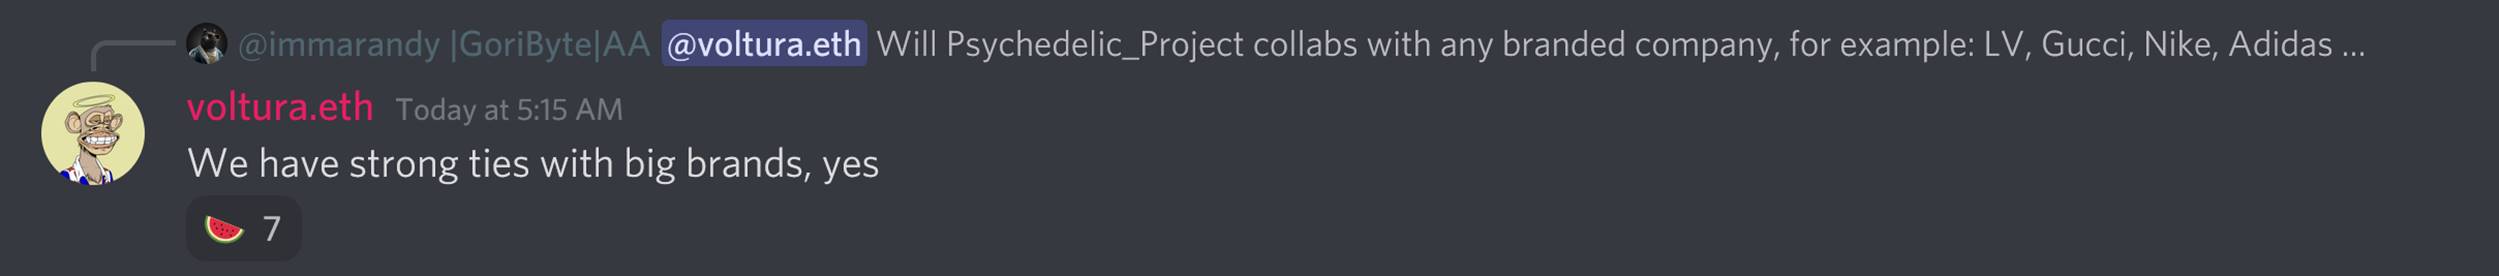 @immarandy |GoriByte|AA @voltura.eth Will Psychedelic_Project collabs with any branded company, for example: LV, Gucci, Nike, Adidas ...
voltura.eth Today at 5:15 AM
We have strong ties with big brands, yes
7